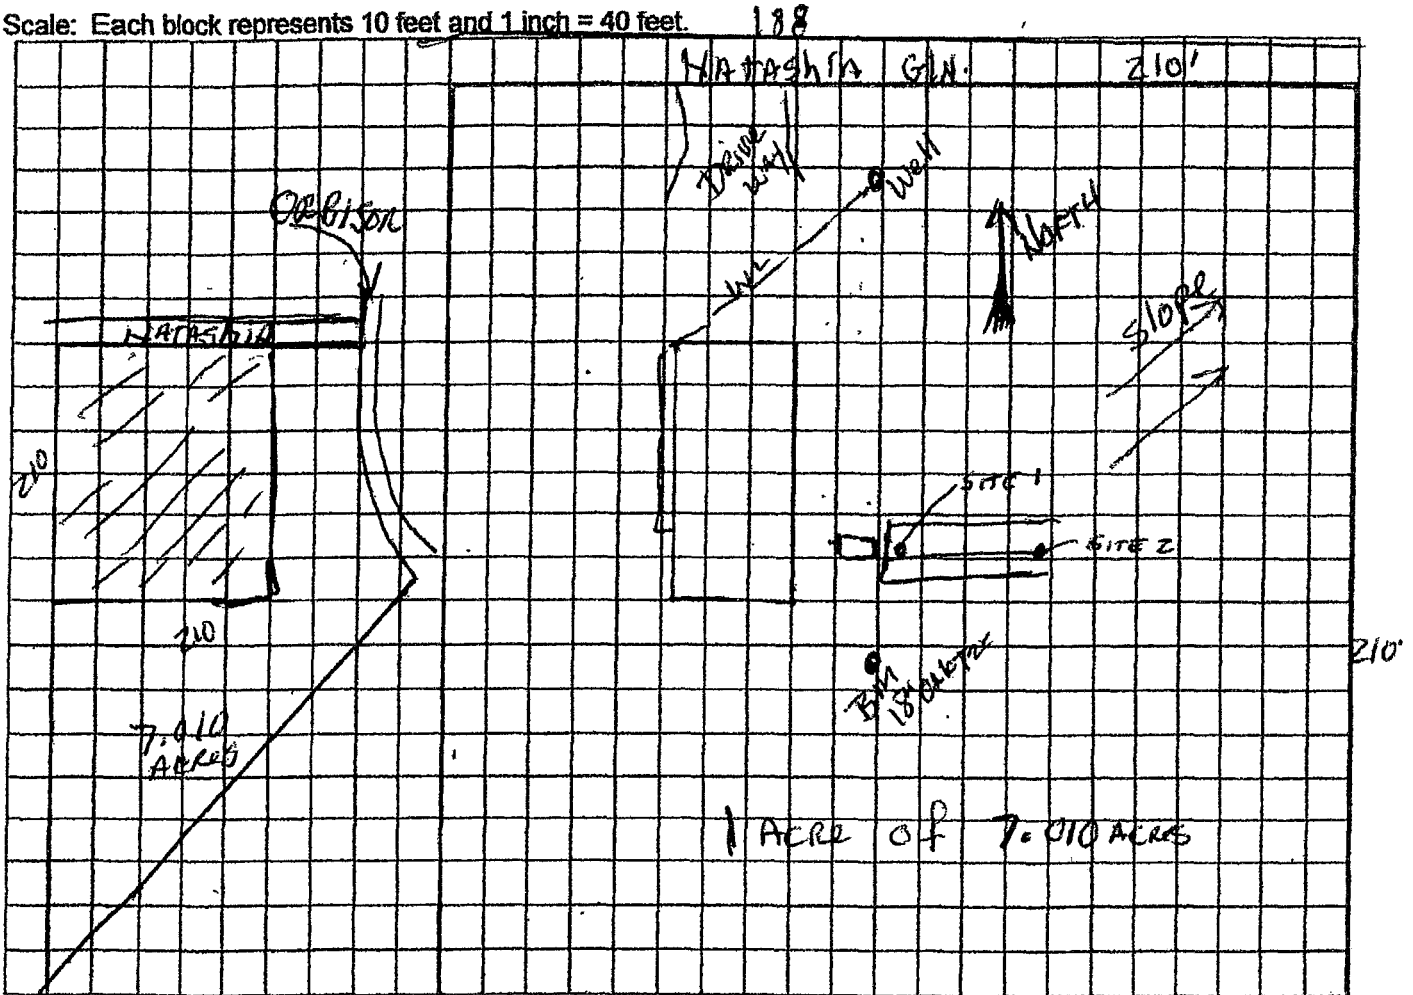 Scale: Each block represents 10 feet and 1 inch = 40 feet.
188
NATASHIA GLN. 210'
DRIVE
WAY
Well
NORTH
Slope
NATASHIA
210
SITE 1
SITE 2
210'
210
BM
7.010
ACRES
1 ACRE of 7.010 ACRES